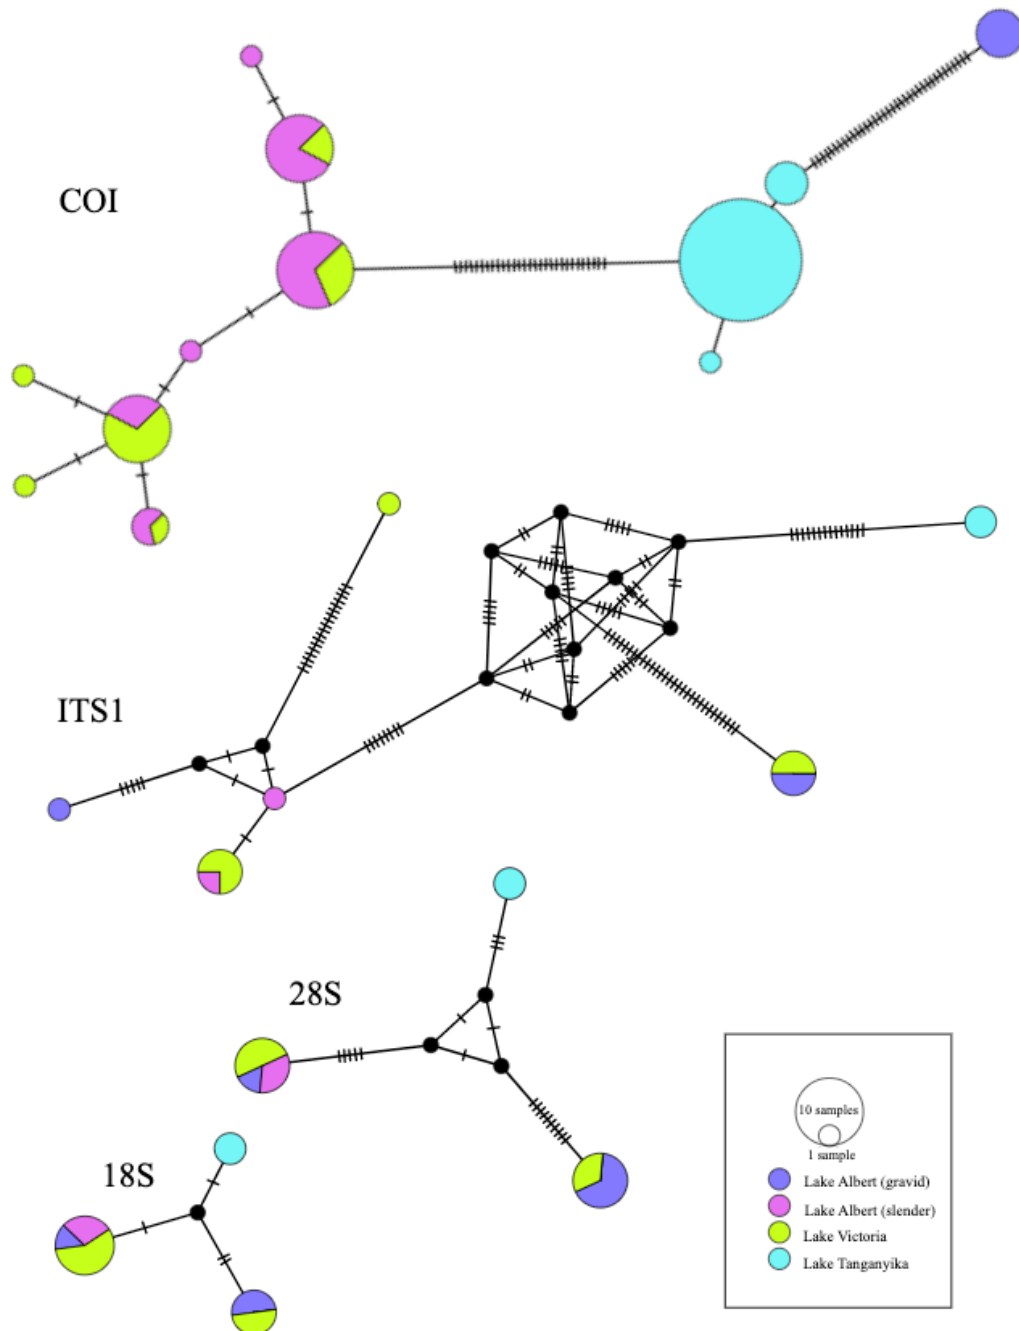 COI
ITS1
28S
18S
10 samples
1 sample
Lake Albert (gravid)
Lake Albert (slender)
Lake Victoria
Lake Tanganyika